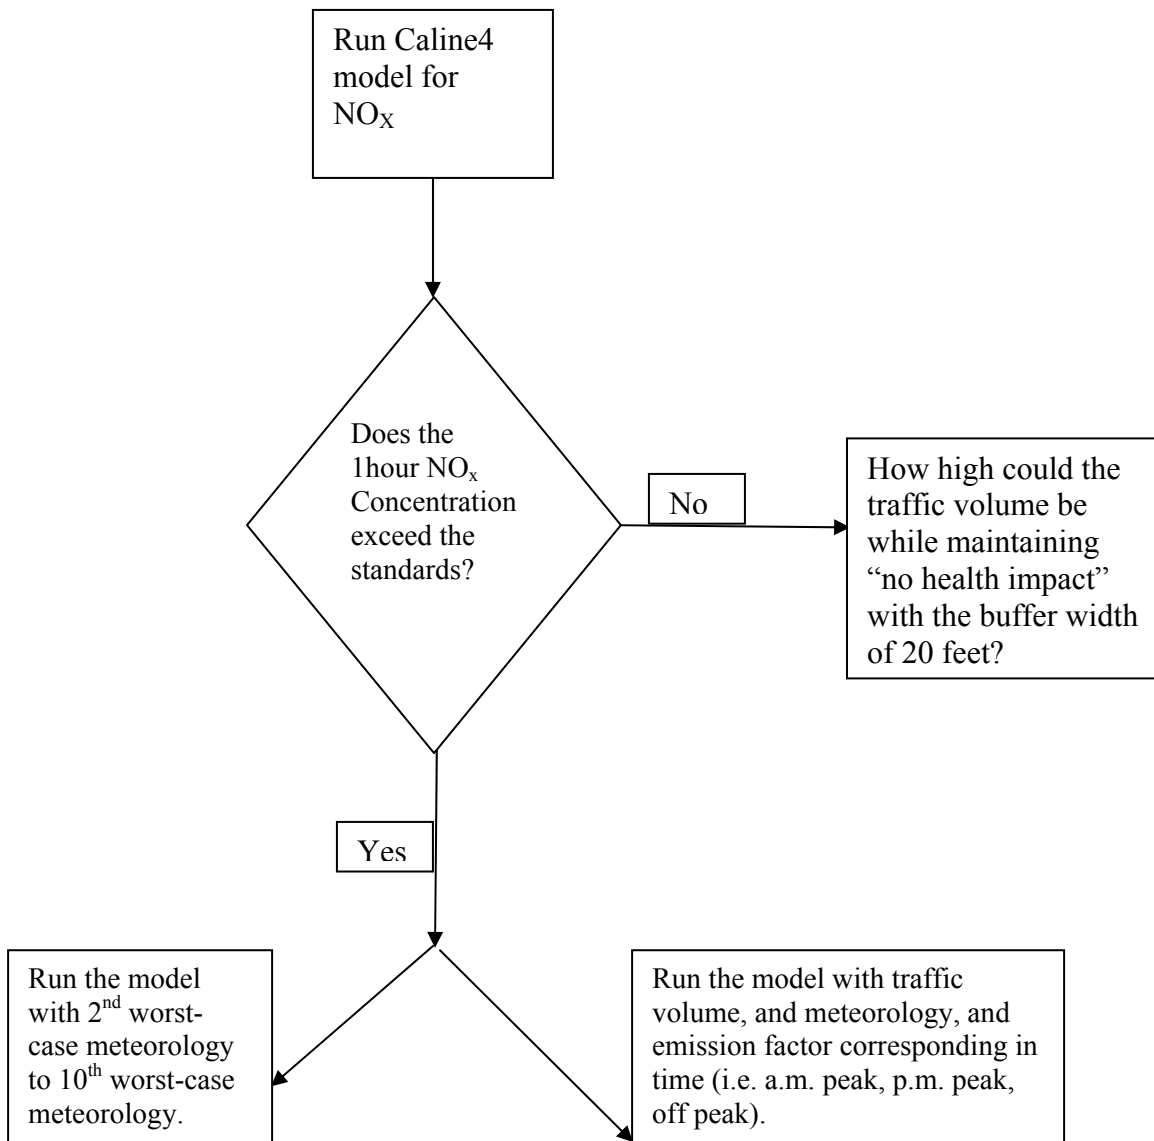 Run Caline4
model for
NOX
Does the
1hour NOx
Concentration
exceed the
standards?
No
How high could the
traffic volume be
while maintaining
“no health impact”
with the buffer width
of 20 feet?
Yes
Run the model
with 2nd worst-
case meteorology
to 10th worst-case
meteorology.
Run the model with traffic
volume, and meteorology, and
emission factor corresponding in
time (i.e. a.m. peak, p.m. peak,
off peak).